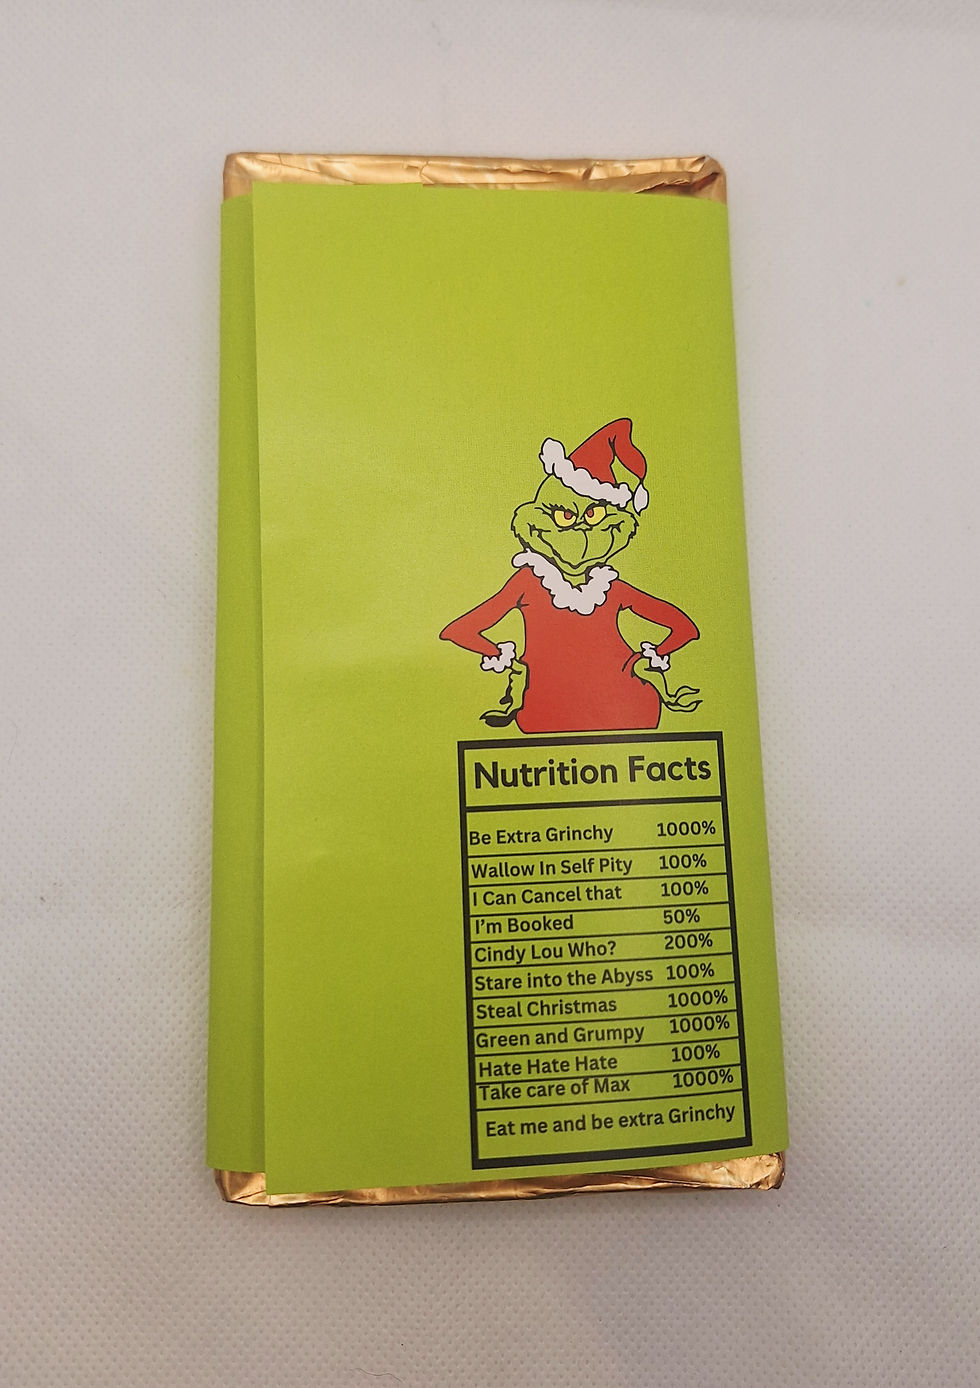 Nutrition Facts
Be Extra Grinchy 1000%
Wallow In Self Pity 100%
I Can Cancel that 100%
I'm Booked 50%
Cindy Lou Who? 200%
Stare into the Abyss 100%
Steal Christmas 1000%
Green and Grumpy 1000%
Hate Hate Hate 100%
Take care of Max 1000%
Eat me and be extra Grinchy